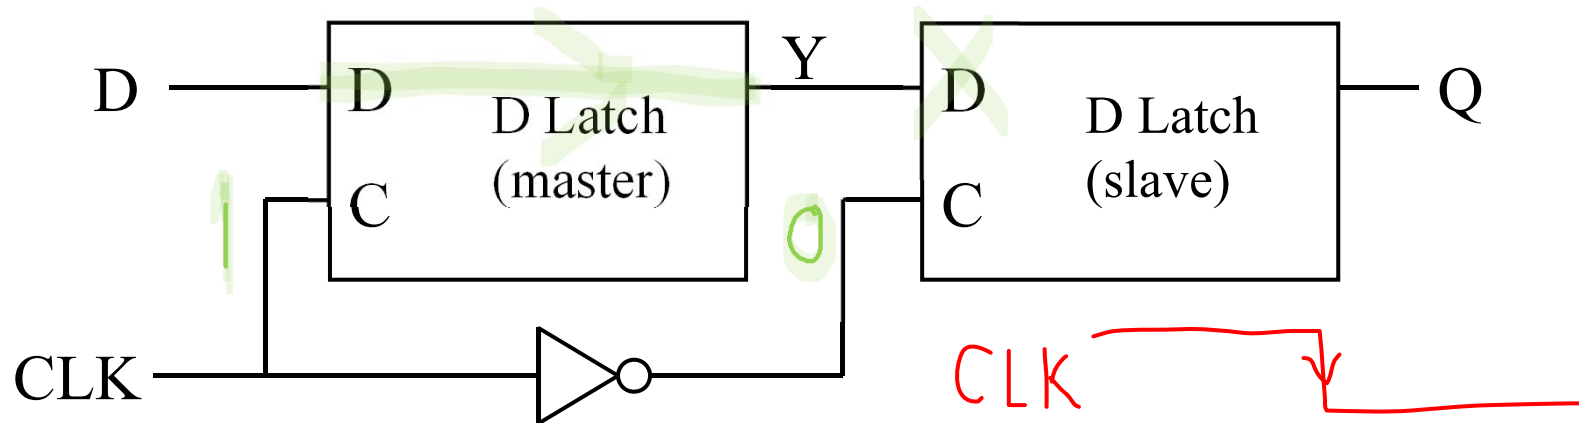 D
D
D Latch
(master)
C
Y
D
D Latch
(slave)
C
Q
1
0
CLK
CLK